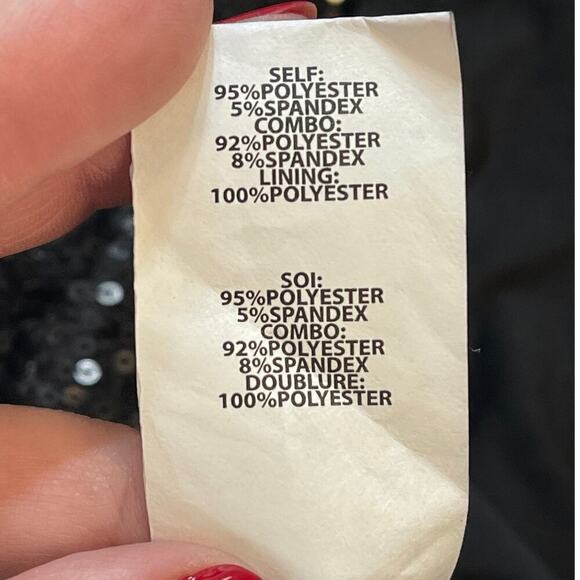 SELF:
95%POLYESTER
5%SPANDEX
COMBO:
92%POLYESTER
8%SPANDEX
LINING:
100%POLYESTER
SOI:
95%POLYESTER
5%SPANDEX
COMBO:
92%POLYESTER
8%SPANDEX
DOUBLURE:
100%POLYESTER